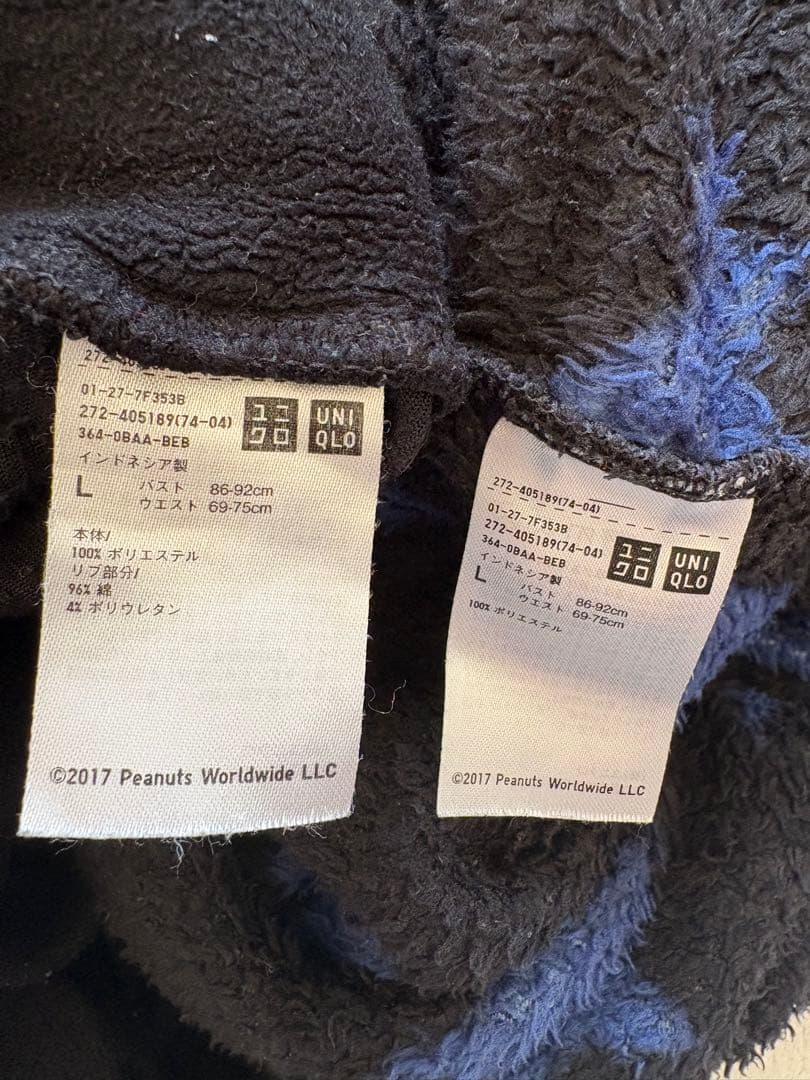 01-27-7F353B
272-405189(74-04)
364-0BAA-BEB
ユニ
クロ
UNI
QLO
インドネシア製
L
バスト 86-92cm
ウエスト 69-75cm
本体/
100% ポリエステル
リブ部分/
96% 綿
4% ポリウレタン
©2017 Peanuts Worldwide LLC
272-405189(74-04)
01-27-7F353B
272-405189(74-04)
364-0BAA-BEB
ユニ
クロ
UNI
QLO
インドネシア製
L
バスト 86-92cm
ウエスト 69-75cm
100% ポリエステル
©2017 Peanuts Worldwide LLC